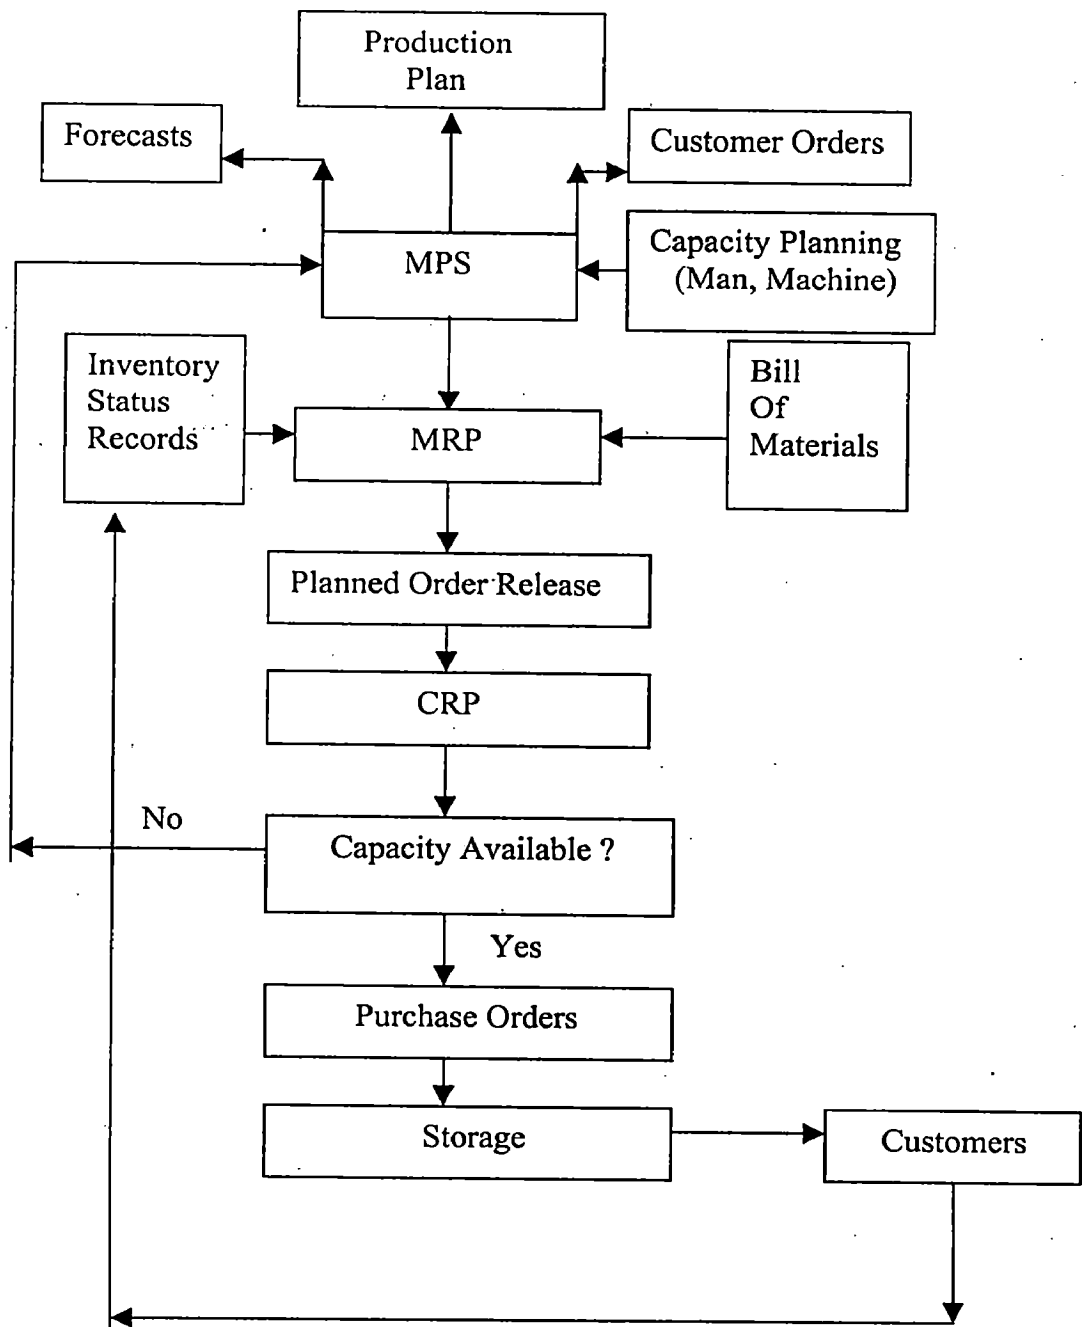 Production
Plan
Forecasts
Customer Orders
MPS
Capacity Planning
(Man, Machine)
Inventory
Status
Records
MRP
Bill
Of
Materials
Planned Order Release
CRP
No
Capacity Available ?
Yes
Purchase Orders
Storage
Customers